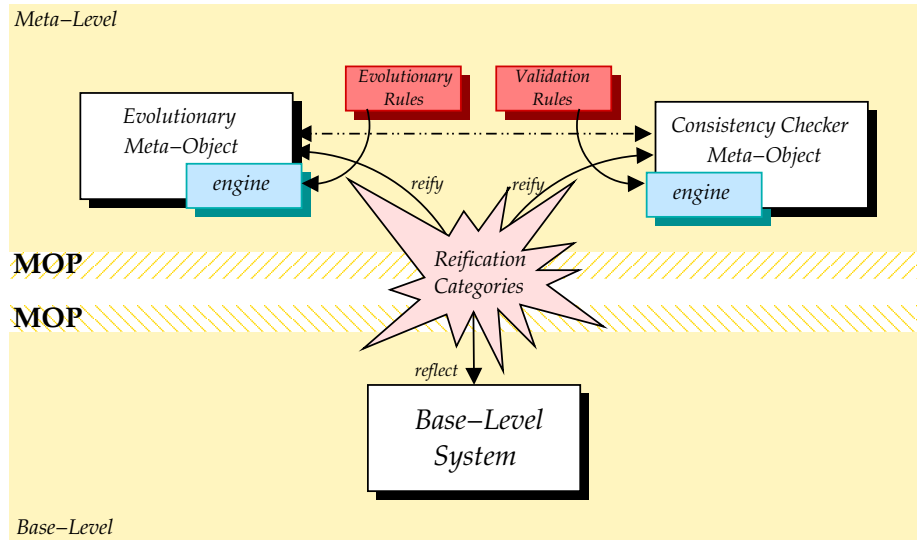 Meta−Level
Evolutionary
Rules
Validation
Rules
Evolutionary
Meta−Object
engine
Consistency Checker
Meta−Object
engine
reify
reify
MOP
Reification
Categories
MOP
reflect
Base−Level
System
Base−Level